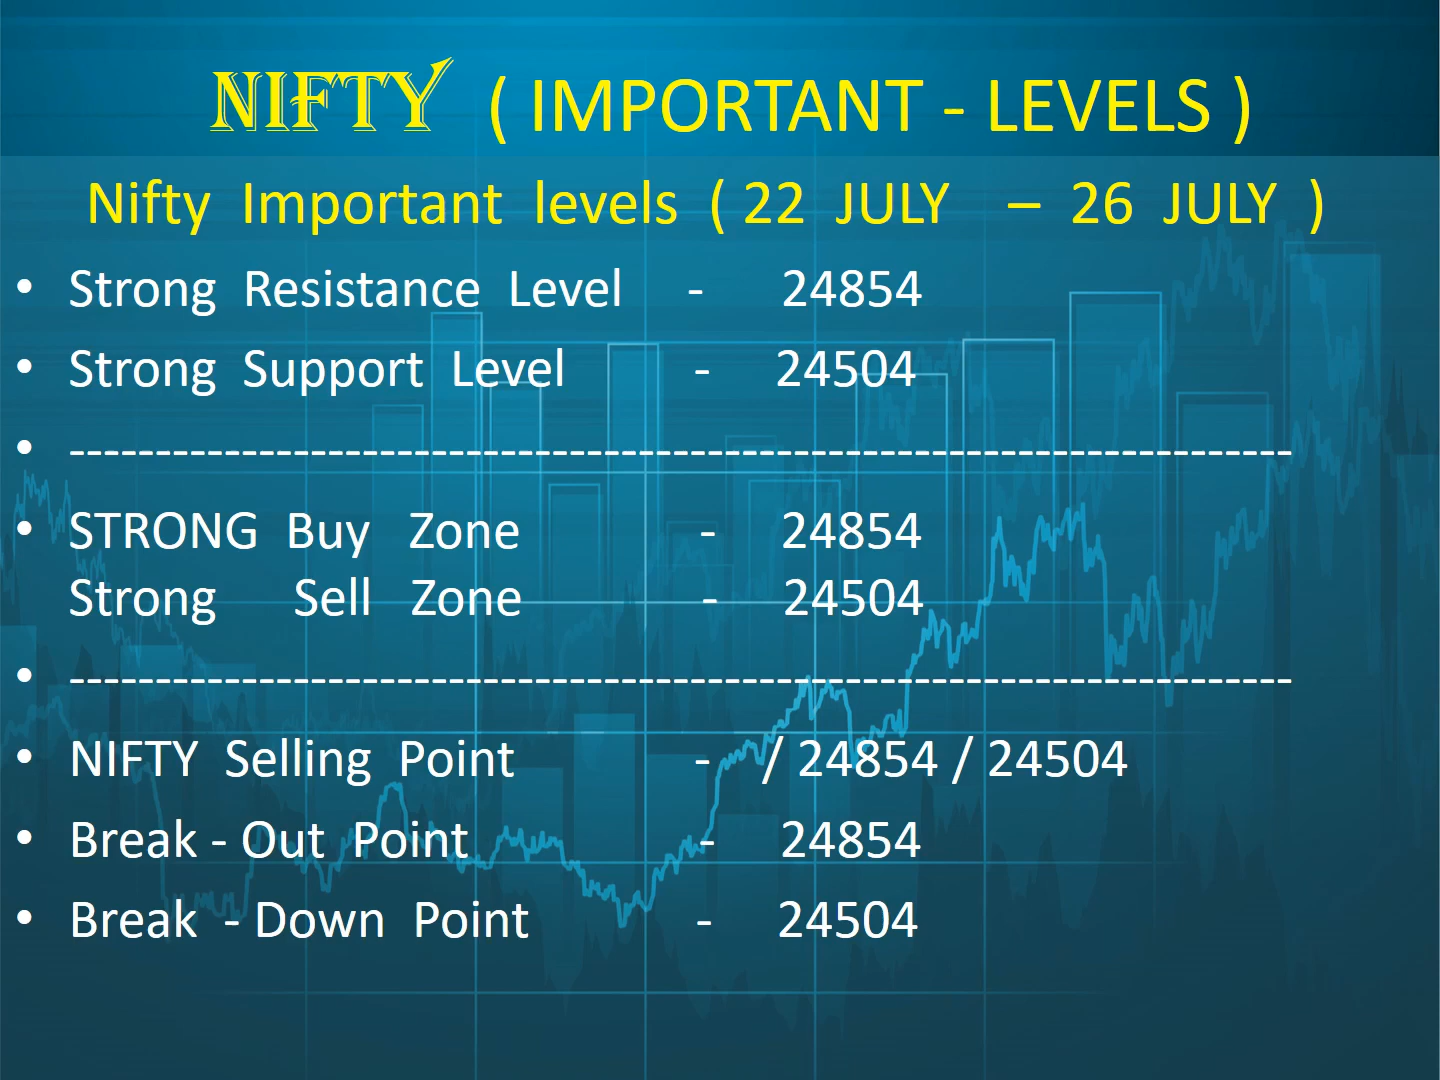 NIFTY ( IMPORTANT - LEVELS )
Nifty Important levels ( 22 JULY – 26 JULY )
• Strong Resistance Level - 24854
• Strong Support Level - 24504
• ------------------------------------------------------------------------
• STRONG Buy Zone - 24854
Strong Sell Zone - 24504
• ------------------------------------------------------------------------
• NIFTY Selling Point - / 24854 / 24504
• Break - Out Point - 24854
• Break - Down Point - 24504